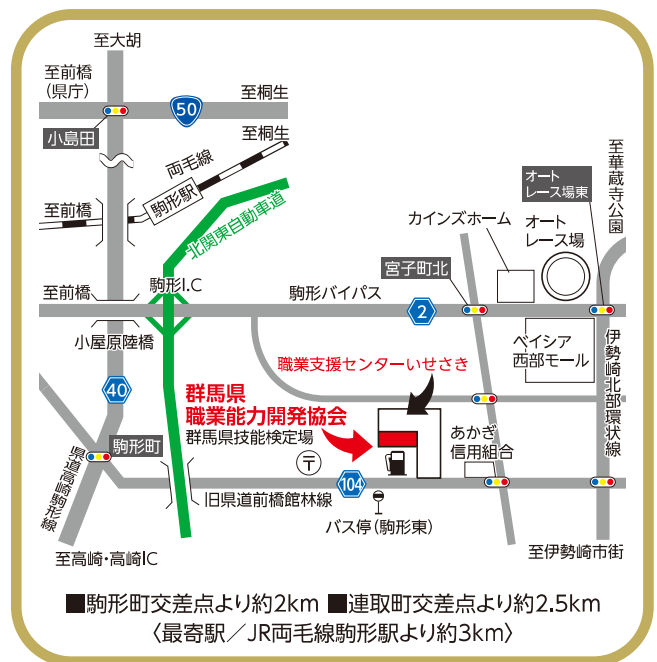 至大胡
至前橋
(県庁)
50
至桐生
小島田
至桐生
両毛線
駒形駅
至前橋
北関東自動車道
至華蔵寺公園
オート
レース場東
カインズホーム
オート
レース場
宮子町北
駒形I.C
至前橋
駒形バイパス
2
小屋原陸橋
ベイシア
西部モール
伊勢崎北部環状線
職業支援センターいせさき
40
群馬県
職業能力開発協会
群馬県技能検定場
駒形町
あかぎ
信用組合
〒
104
県道高崎駒形線
旧県道前橋館林線
バス停(駒形東)
至高崎・高崎IC
至伊勢崎市街
■駒形町交差点より約2km ■連取町交差点より約2.5km
〈最寄駅／JR両毛線駒形駅より約3km〉